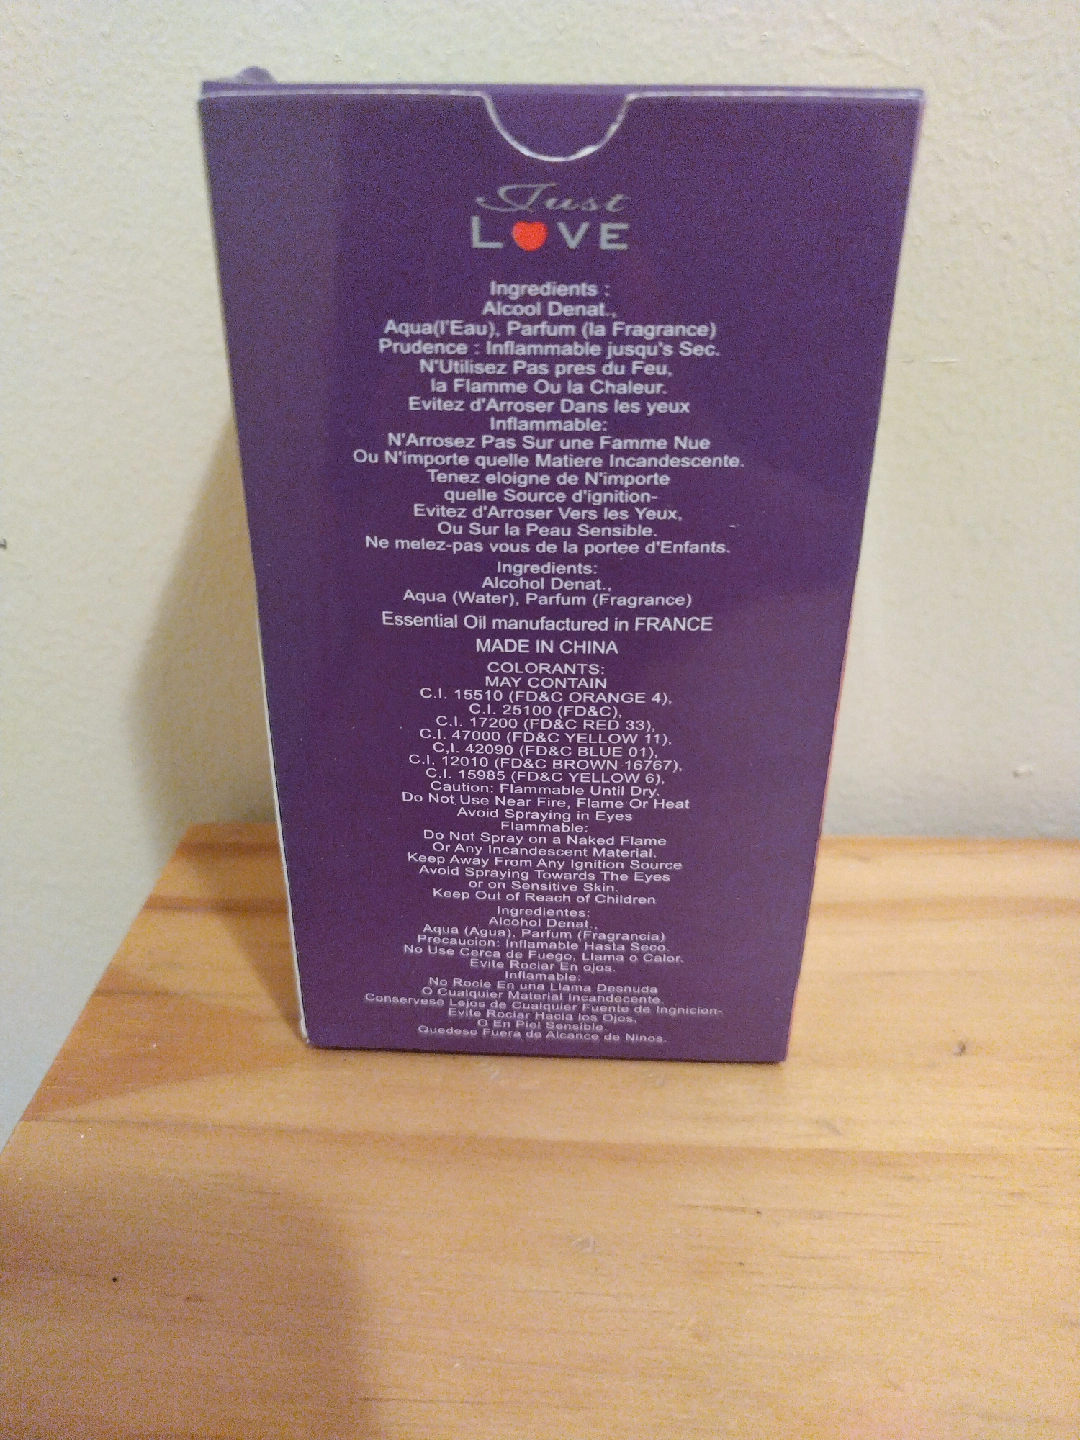 Just
LOVE
Ingredients :
Alcool Denat.,
Aqua(l'Eau), Parfum (la Fragrance)
Prudence : Inflammable jusqu's Sec.
N'Utilisez Pas pres du Feu,
la Flamme Ou la Chaleur.
Evitez d'Arroser Dans les yeux
Inflammable:
N'Arrosez Pas Sur une Famme Nue
Ou N'importe quelle Matiere Incandescente.
Tenez eloigne de N'importe
quelle Source d'ignition-
Evitez d'Arroser Vers les Yeux,
Ou Sur la Peau Sensible.
Ne melez-pas vous de la portee d'Enfants.
Ingredients:
Alcohol Denat.,
Aqua (Water), Parfum (Fragrance)
Essential Oil manufactured in FRANCE
MADE IN CHINA
COLORANTS:
MAY CONTAIN
C.I. 15510 (FD&C ORANGE 4),
C.I. 25100 (FD&C),
C.I. 17200 (FD&C RED 33),
C.I. 47000 (FD&C YELLOW 11),
C,I. 42090 (FD&C BLUE 01),
C.I. 12010 (FD&C BROWN 16767),
C.I. 15985 (FD&C YELLOW 6),
Caution: Flammable Until Dry.
Do Not Use Near Fire, Flame Or Heat
Avoid Spraying in Eyes
Flammable:
Do Not Spray on a Naked Flame
Or Any Incandescent Material.
Keep Away From Any Ignition Source
Avoid Spraying Towards The Eyes
or on Sensitive Skin.
Keep Out of Reach of Children
Ingredientes:
Alcohol Denat.,
Aqua (Agua), Parfum (Fragrancia)
Precaucion: Inflamable Hasta Seco.
No Use Cerca de Fuego, Llama o Calor.
Evite Rociar En ojos.
Inflamable:
No Rocie En una Llama Desnuda
O Cualquier Material Incandecente.
Conservese Lejos de Cualquier Fuente de Ingnicion-
Evite Rociar Hacia los Ojos,
O En Piel Sensible.
Quedese Fuera de Alcance de Ninos.